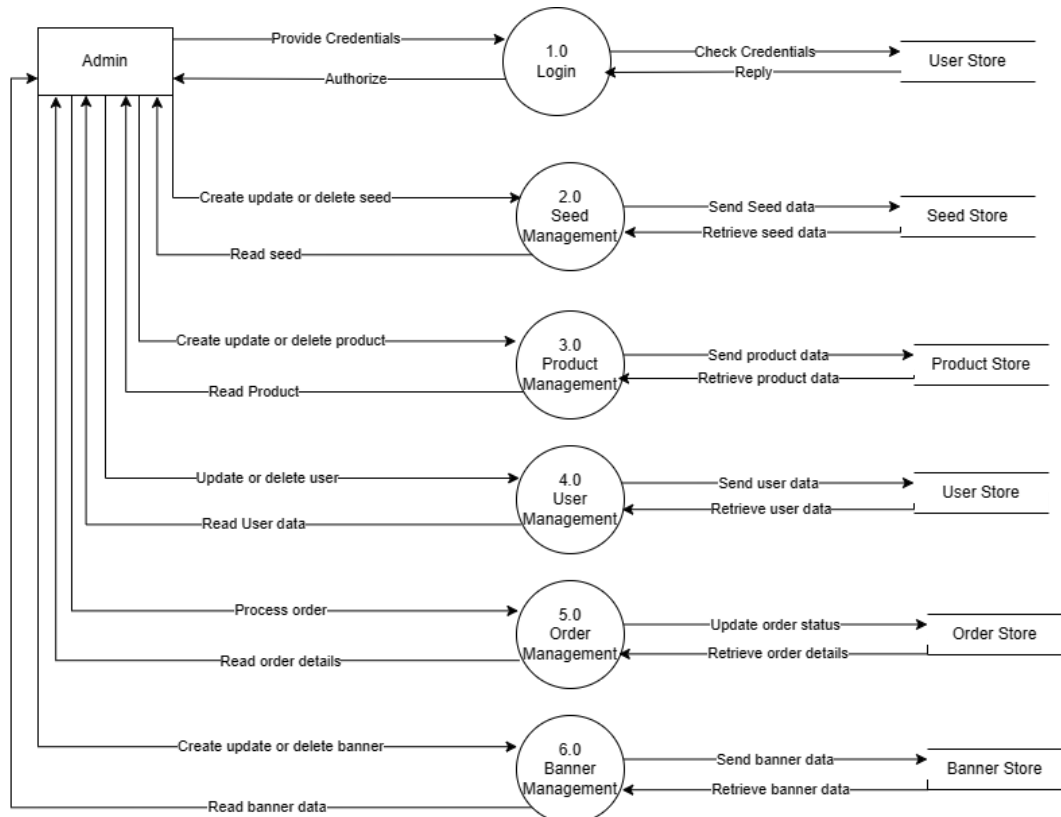 Admin
Provide Credentials
Authorize
1.0
Login
Check Credentials
Reply
User Store
Create update or delete seed
Read seed
2.0
Seed
Management
Send Seed data
Retrieve seed data
Seed Store
Create update or delete product
Read Product
3.0
Product
Management
Send product data
Retrieve product data
Product Store
Update or delete user
Read User data
4.0
User
Management
Send user data
Retrieve user data
User Store
Process order
Read order details
5.0
Order
Management
Update order status
Retrieve order details
Order Store
Create update or delete banner
Read banner data
6.0
Banner
Management
Send banner data
Retrieve banner data
Banner Store